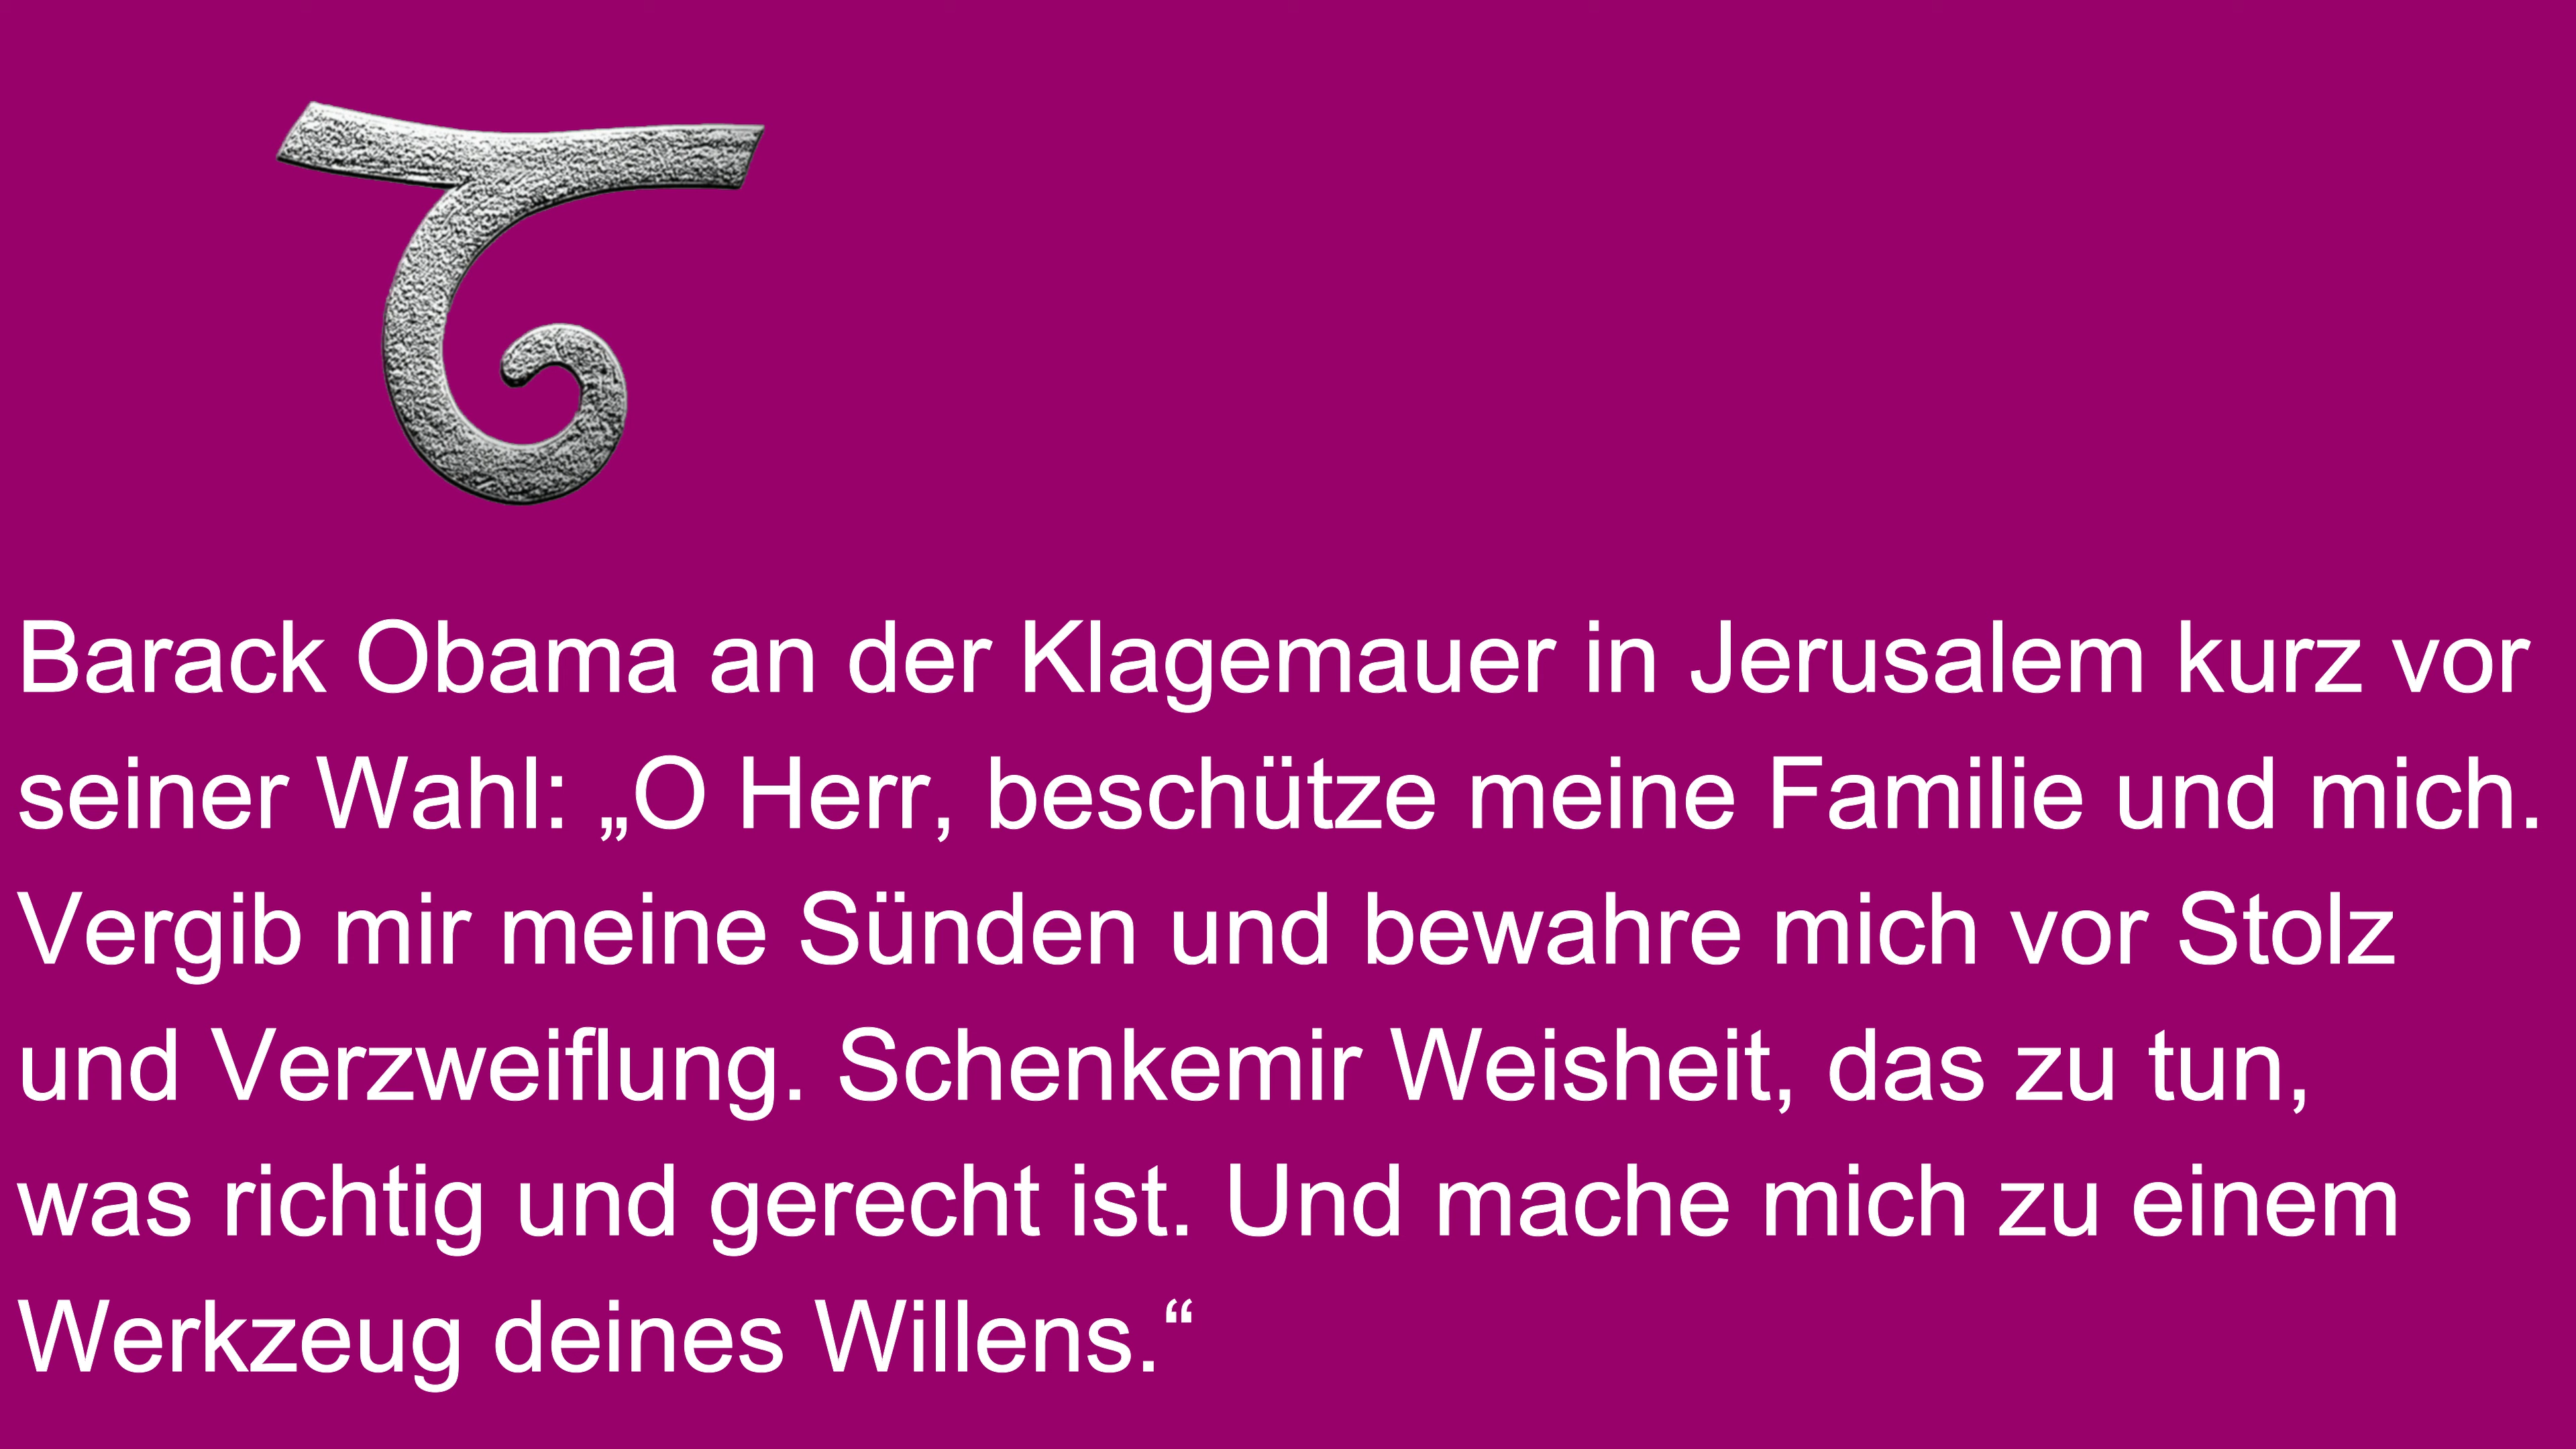 Barack Obama an der Klagemauer in Jerusalem kurz vor
seiner Wahl: „O Herr, beschütze meine Familie und mich.
Vergib mir meine Sünden und bewahre mich vor Stolz
und Verzweiflung. Schenkemir Weisheit, das zu tun,
was richtig und gerecht ist. Und mache mich zu einem
Werkzeug deines Willens.“